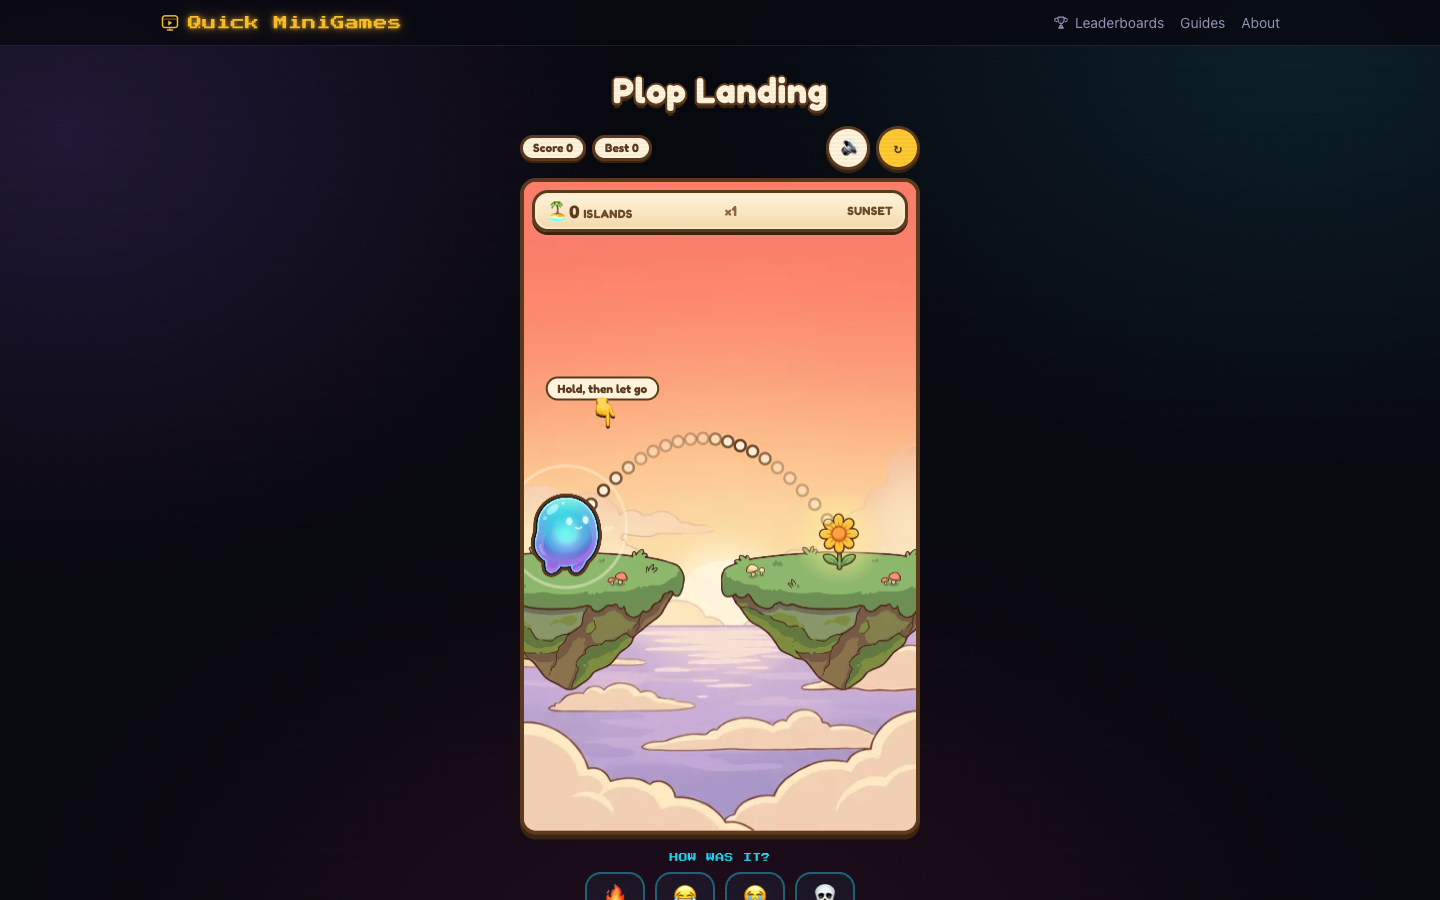 Quick MiniGames
Leaderboards
Guides
About
Plop Landing
Score 0
Best 0
0 ISLANDS
x1
SUNSET
Hold, then let go
HOW WAS IT?